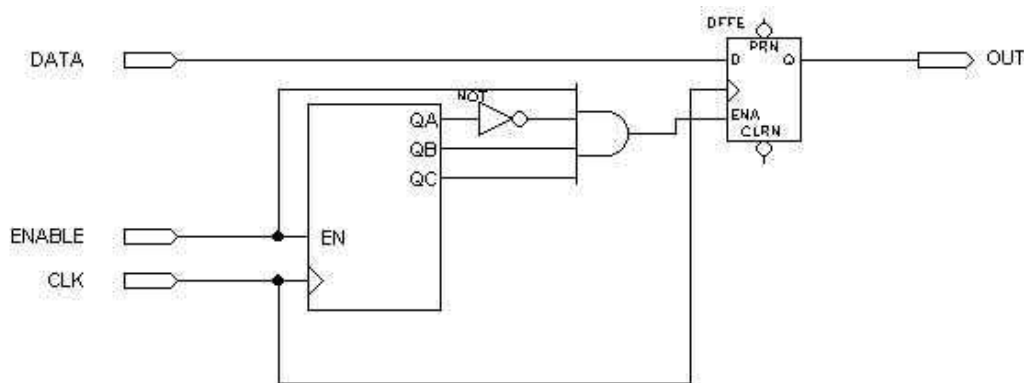 DFFE
DATA
PRN
D
Q
OUT
NOT
QA
ENA
CLRN
QB
QC
ENABLE
EN
CLK